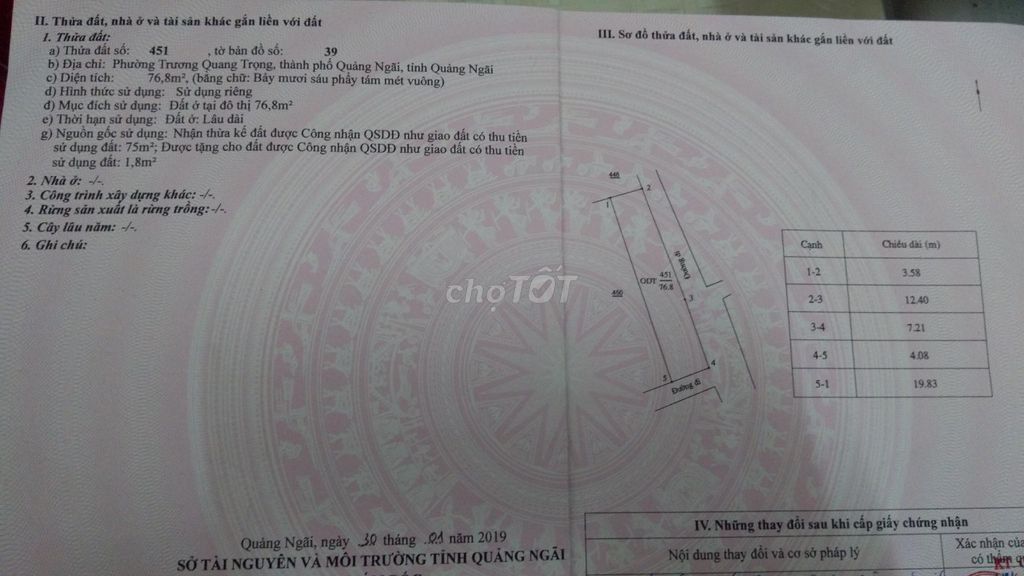 II. Thửa đất, nhà ở và tài sản khác gắn liền với đất
1. Thửa đất:
a) Thửa đất số: 451 , tờ bản đồ số: 39
b) Địa chỉ: Phường Trương Quang Trọng, thành phố Quảng Ngãi, tỉnh Quảng Ngãi
c) Diện tích: 76,8m², (bằng chữ: Bảy mươi sáu phẩy tám mét vuông)
d) Hình thức sử dụng: Sử dụng riêng
đ) Mục đích sử dụng: Đất ở tại đô thị 76,8m²
e) Thời hạn sử dụng: Đất ở: Lâu dài
g) Nguồn gốc sử dụng: Nhận thừa kế đất được Công nhận QSDĐ như giao đất có thu tiền
sử dụng đất: 75m²; Được tặng cho đất được Công nhận QSDĐ như giao đất có thu tiền
sử dụng đất: 1,8m²
2. Nhà ở: -/-.
3. Công trình xây dựng khác: -/-.
4. Rừng sản xuất là rừng trồng: -/-.
5. Cây lâu năm: -/-.
6. Ghi chú:
III. Sơ đồ thửa đất, nhà ở và tài sản khác gắn liền với đất
448
2
1
Đường đi
ODT 451
76.8
460
3
4
5
Đường đi
Cạnh Chiều dài (m)
1-2 3.58
2-3 12.40
3-4 7.21
4-5 4.08
5-1 19.83
chợTỐT
Quảng Ngãi, ngày 30 tháng 01 năm 2019
SỞ TÀI NGUYÊN VÀ MÔI TRƯỜNG TỈNH QUẢNG NGÃI
IV. Những thay đổi sau khi cấp giấy chứng nhận
Nội dung thay đổi và cơ sở pháp lý
Xác nhận của
có thẩm q